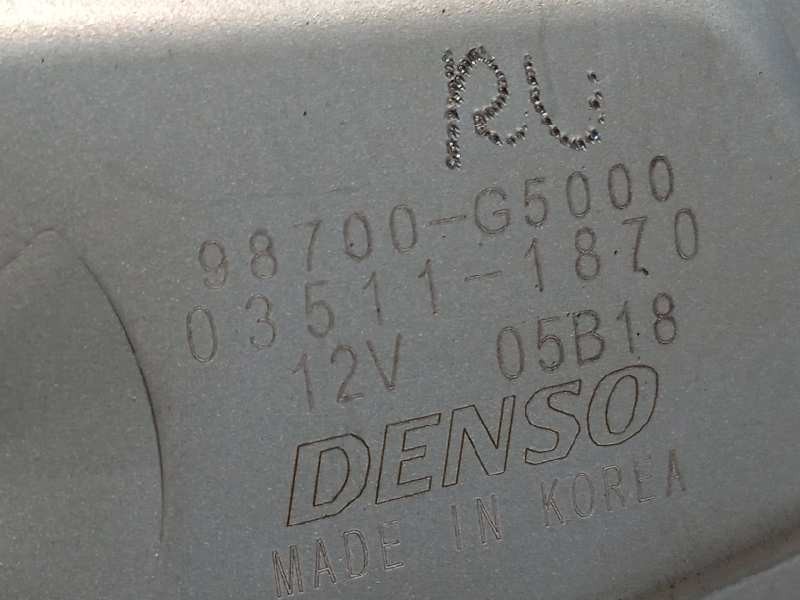 RU
98700-G5000
03511-1870
12V 05B18
DENSO
MADE IN KOREA